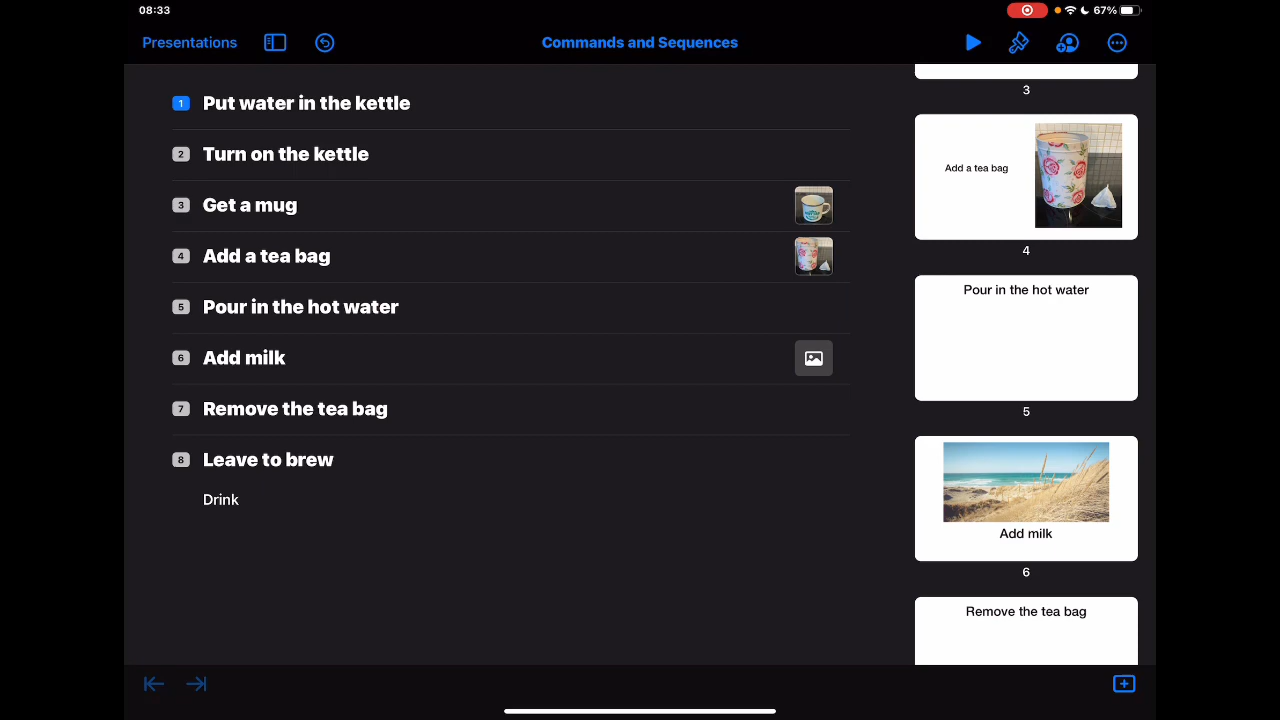 08:33
67%
Presentations
Commands and Sequences
1 Put water in the kettle
2 Turn on the kettle
3 Get a mug
4 Add a tea bag
5 Pour in the hot water
6 Add milk
7 Remove the tea bag
8 Leave to brew
Drink
3
Add a tea bag
4
Pour in the hot water
5
Add milk
6
Remove the tea bag